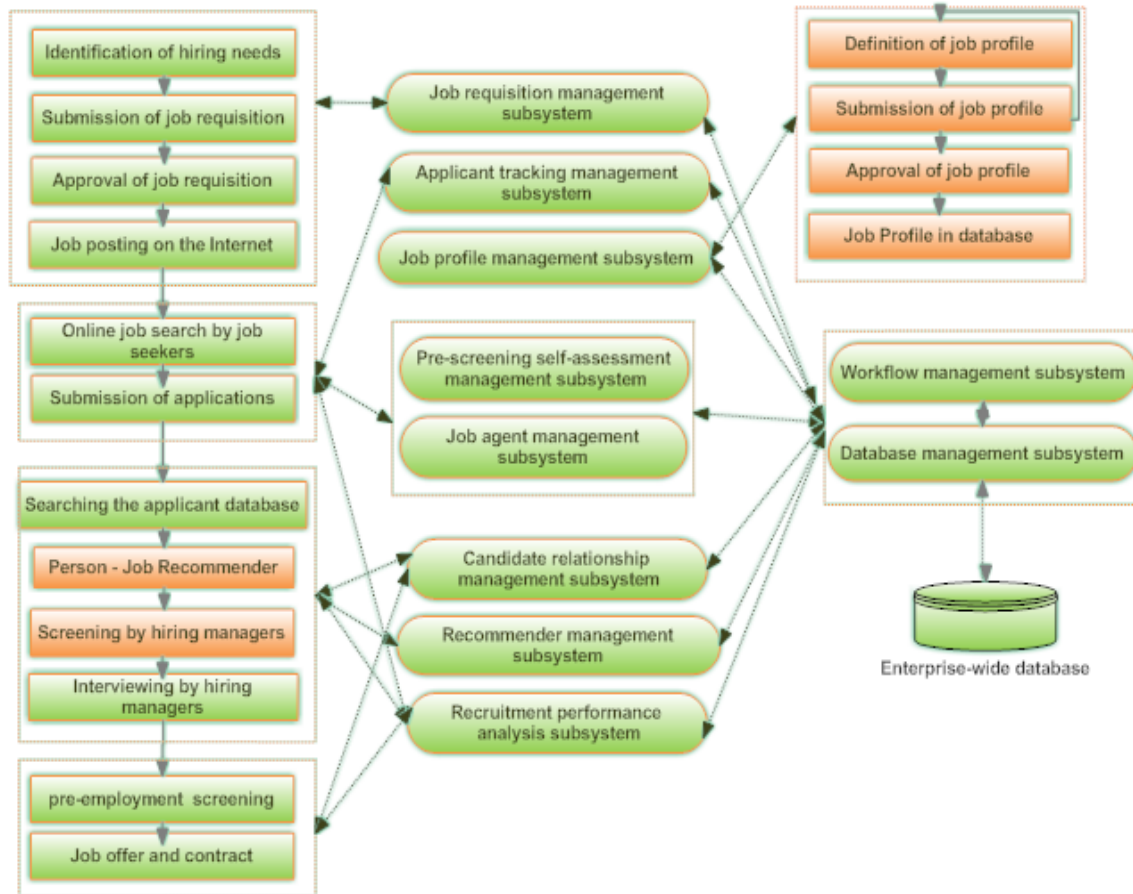 Identification of hiring needs
Submission of job requisition
Approval of job requisition
Job posting on the Internet
Online job search by job
seekers
Submission of applications
Searching the applicant database
Person - Job Recommender
Screening by hiring managers
Interviewing by hiring
managers
pre-employment screening
Job offer and contract
Job requisition management
subsystem
Applicant tracking management
subsystem
Job profile management subsystem
Pre-screening self-assessment
management subsystem
Job agent management
subsystem
Candidate relationship
management subsystem
Recommender management
subsystem
Recruitment performance
analysis subsystem
Definition of job profile
Submission of job profile
Approval of job profile
Job Profile in database
Workflow management subsystem
Database management subsystem
Enterprise-wide database